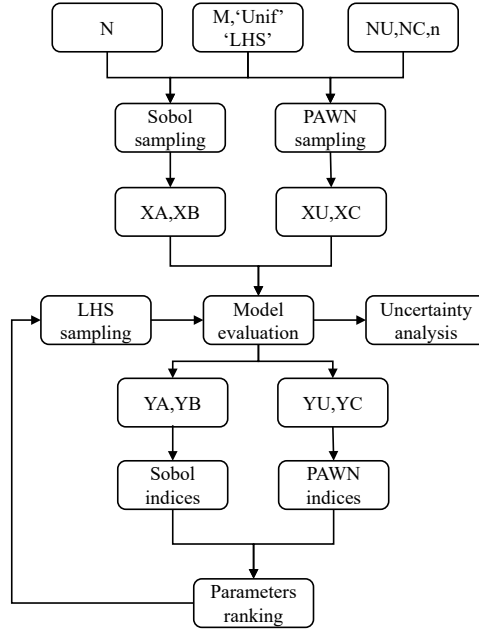 N
M,‘Unif’
‘LHS’
NU,NC,n
Sobol
sampling
PAWN
sampling
XA,XB
XU,XC
LHS
sampling
Model
evaluation
Uncertainty
analysis
YA,YB
YU,YC
Sobol
indices
PAWN
indices
Parameters
ranking